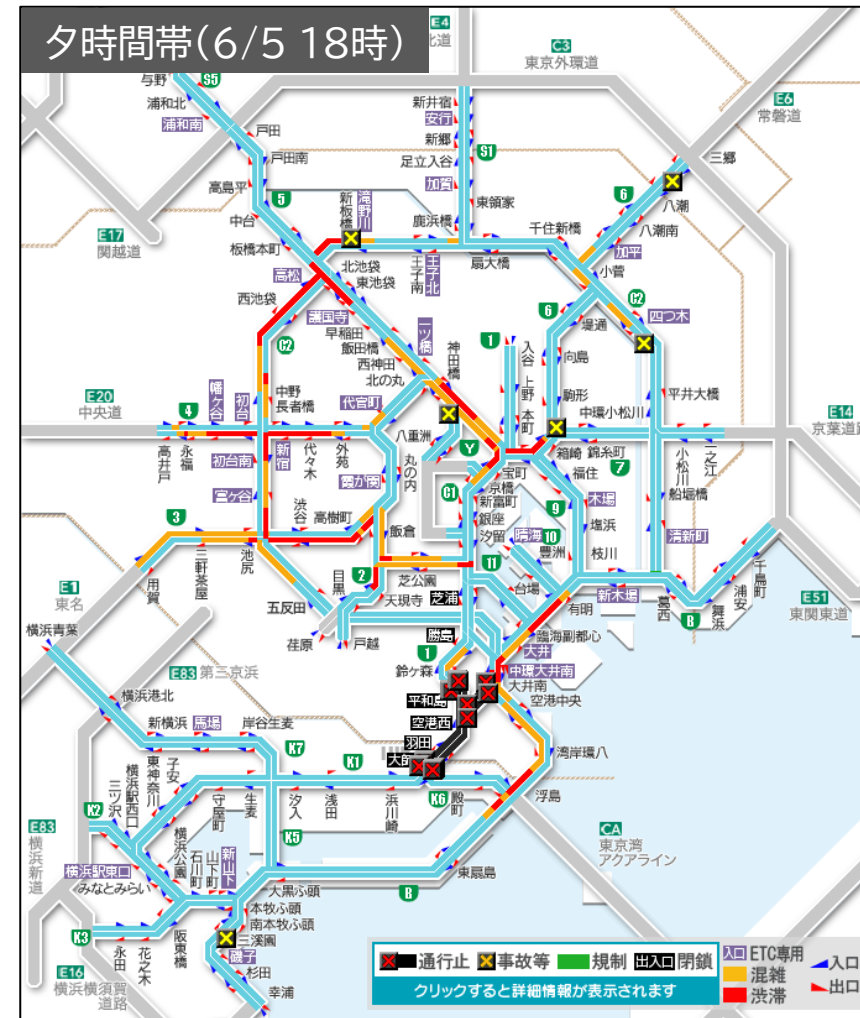 夕時間帯(6/5 18時)
E4
北道
C3
東京外環道
E6
常磐道
与野
S5
浦和北
浦和南
戸田
戸田南
高島平
5
中台
板橋本町
E17
関越道
新井宿
安行
新郷
足立入谷
S1
加賀
東領家
鹿浜橋
千住新橋
三郷
6
八潮
八潮南
加平
小菅
滝野川
新板橋
北池袋
東池袋
王子南
王子北
扇大橋
高松
西池袋
護国寺
早稲田
飯田橋
西神田
北の丸
一ツ橋
神田橋
C2
C2
四つ木
6
堤通
向島
駒形
1
入谷
上野
本町
平井大橋
中環小松川
E20
中央道
4
幡ケ谷
初台
中野長者橋
代官町
八重洲
丸の内
Y
箱崎
錦糸町
福住
7
小松川
一之江
船堀橋
E14
京葉道路
高井戸
永福
初台南
新宿
代々木
外苑
霞が関
富ヶ谷
渋谷
高樹町
C1
宝町
京橋
新富町
銀座
汐留
9
木場
塩浜
枝川
清新町
晴海
10
豊洲
3
用賀
三軒茶屋
池尻
飯倉
2
目黒
芝公園
天現寺
11
台場
芝浦
新木場
葛西
B
舞浜
浦安
千鳥町
E51
東関東道
有明
E1
東名
横浜青葉
五反田
荏原
戸越
勝島
1
鈴ケ森
臨海副都心
大井
中環大井南
大井南
空港中央
平和島
空港西
羽田
大師
湾岸環八
E83
第三京浜
横浜港北
新横浜
馬場
岸谷生麦
K7
K1
K2
三ツ沢
横浜駅西口
東神奈川
子安
守屋町
生麦
汐入
浅田
浜川崎
K6
殿町
浮島
E83
横浜新道
K5
CA
東京湾
アクアライン
横浜駅東口
みなとみらい
横浜公園
石川町
山下町
新山下
大黒ふ頭
東扇島
B
本牧ふ頭
南本牧ふ頭
K3
永田
花之木
阪東橋
三溪園
磯子
杉田
幸浦
E16
横浜横須賀
道路
通行止 事故等 規制 出入口 閉鎖
クリックすると詳細情報が表示されます
入口 ETC専用
混雑
渋滞
入口
出口